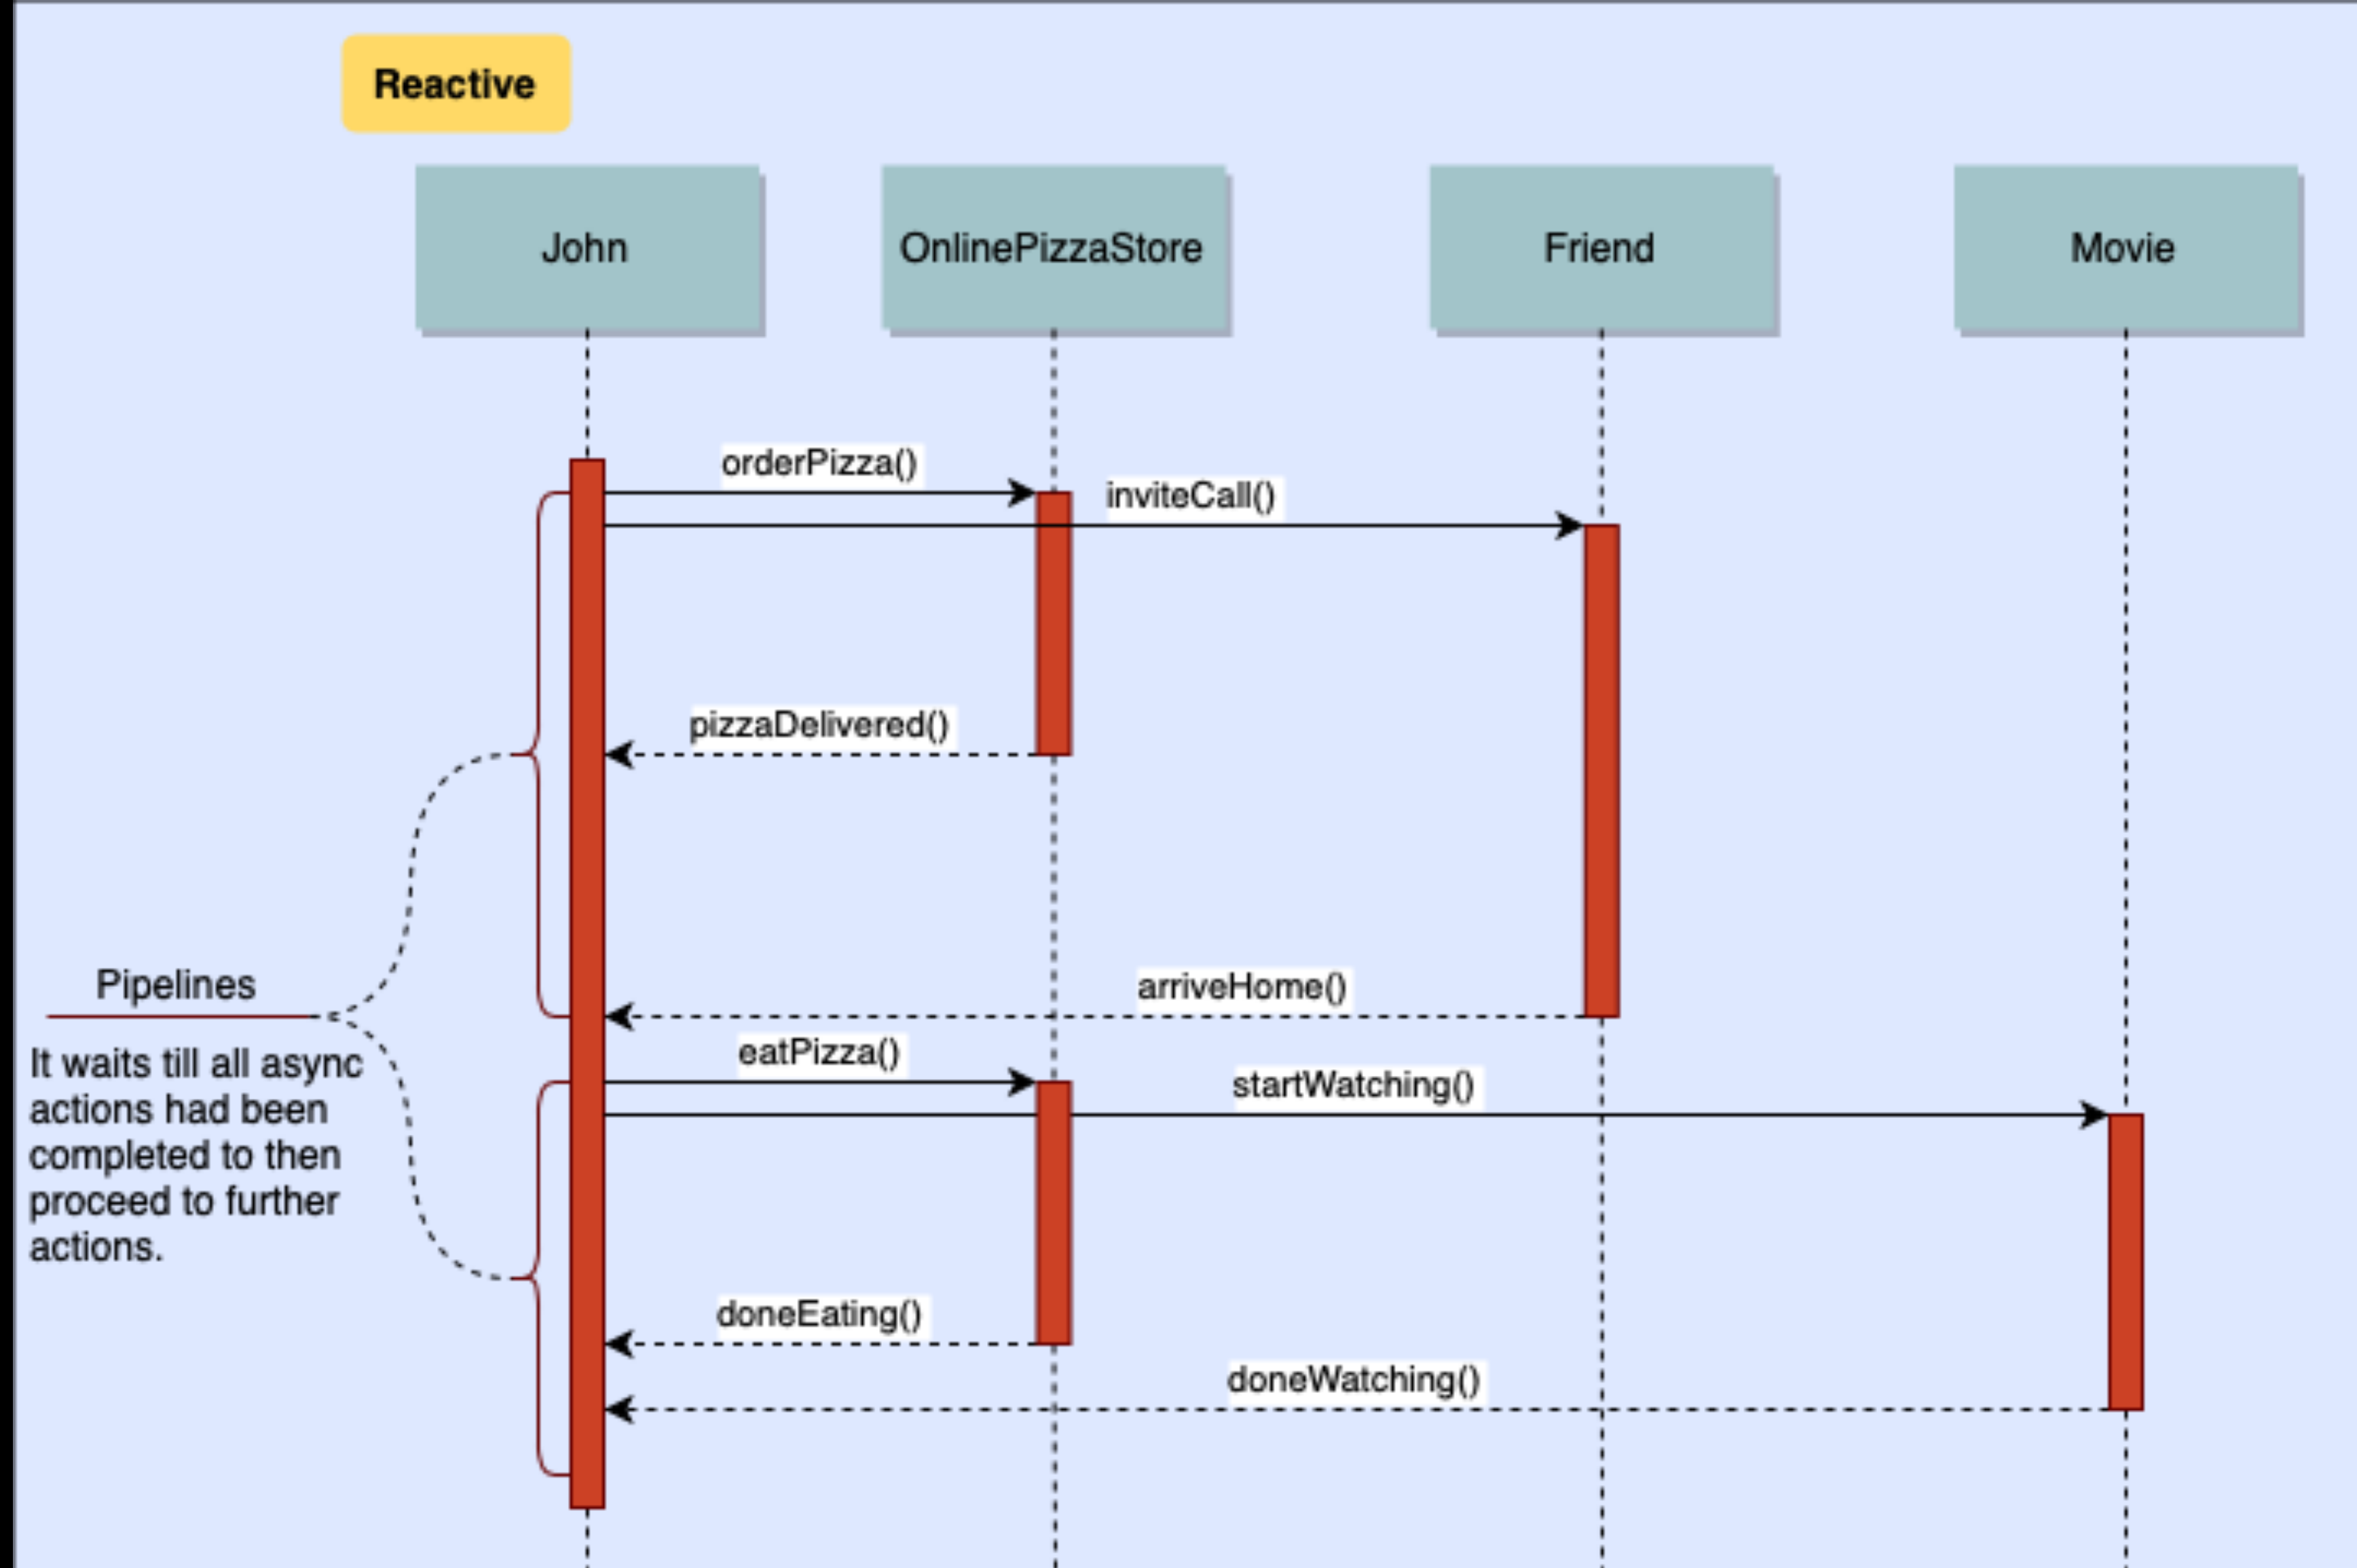 Reactive
John
OnlinePizzaStore
Friend
Movie
orderPizza()
inviteCall()
pizzaDelivered()
Pipelines
arriveHome()
It waits till all async
actions had been
completed to then
proceed to further
actions.
eatPizza()
startWatching()
doneEating()
doneWatching()